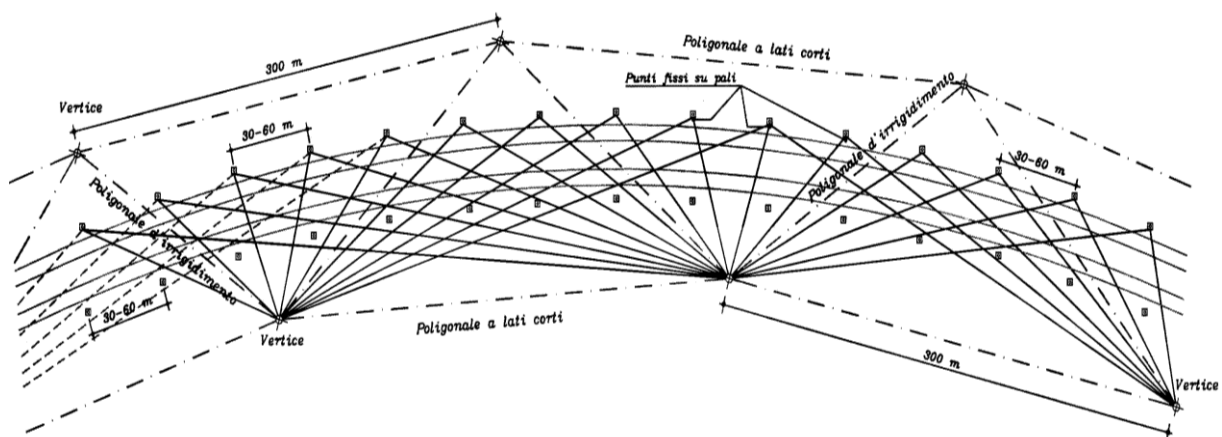 300 m
Poligonale a lati corti
Punti fissi su pali
Vertice
30-60 m
Poligonale d'irrigidimento
30-60 m
Poligonale d'irrigidimento
30-60 m
Vertice
Poligonale a lati corti
300 m
Vertice